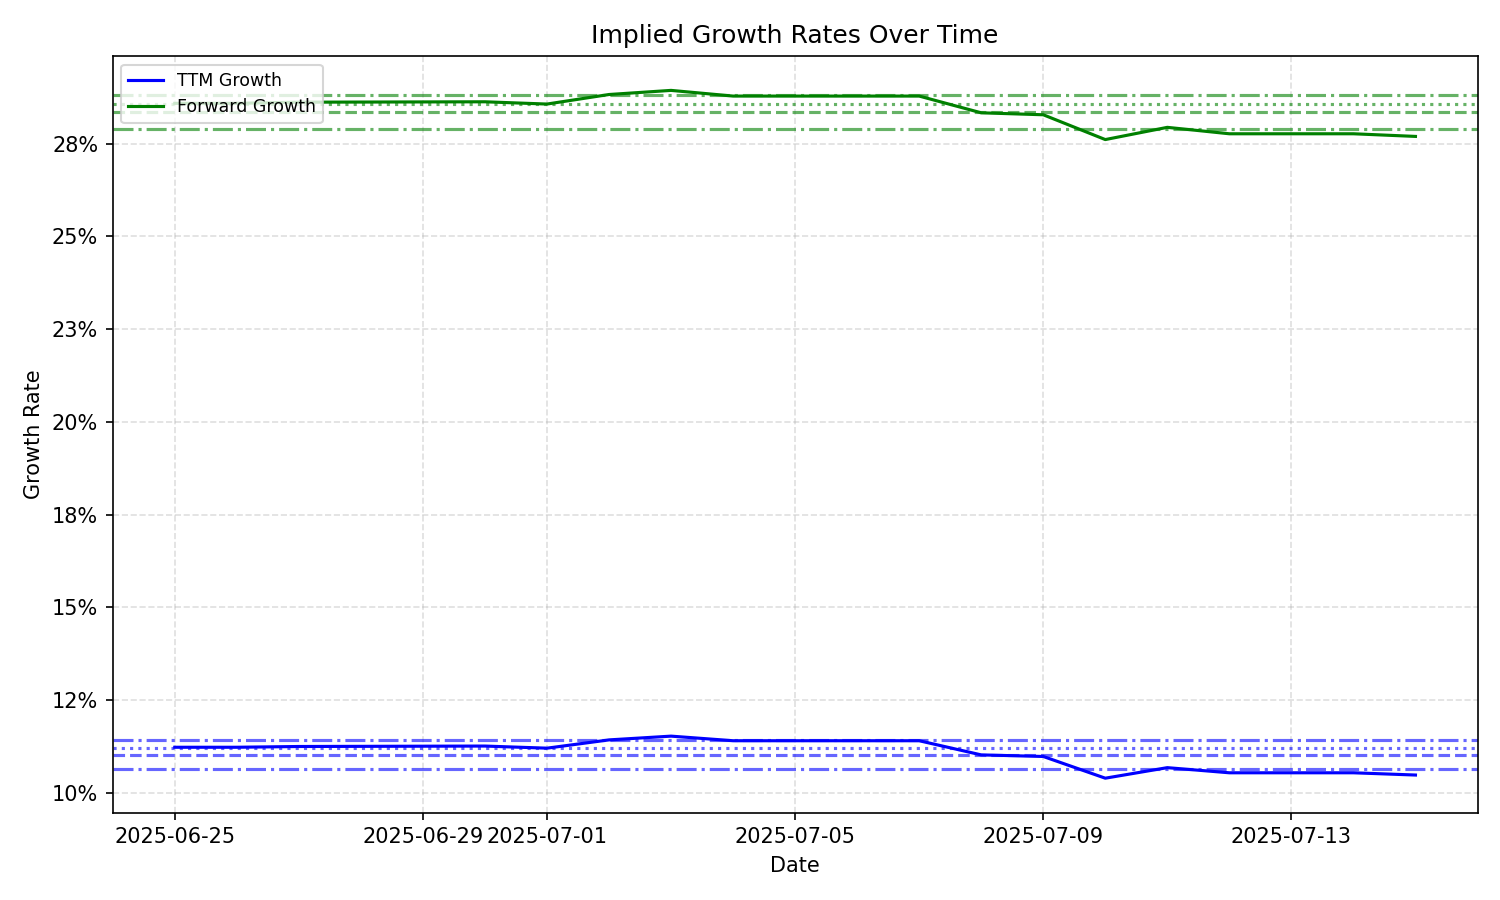 Implied Growth Rates Over Time
TTM Growth
Forward Growth
28%
25%
23%
20%
18%
15%
12%
10%
Growth Rate
2025-06-25
2025-06-29
2025-07-01
2025-07-05
2025-07-09
2025-07-13
Date